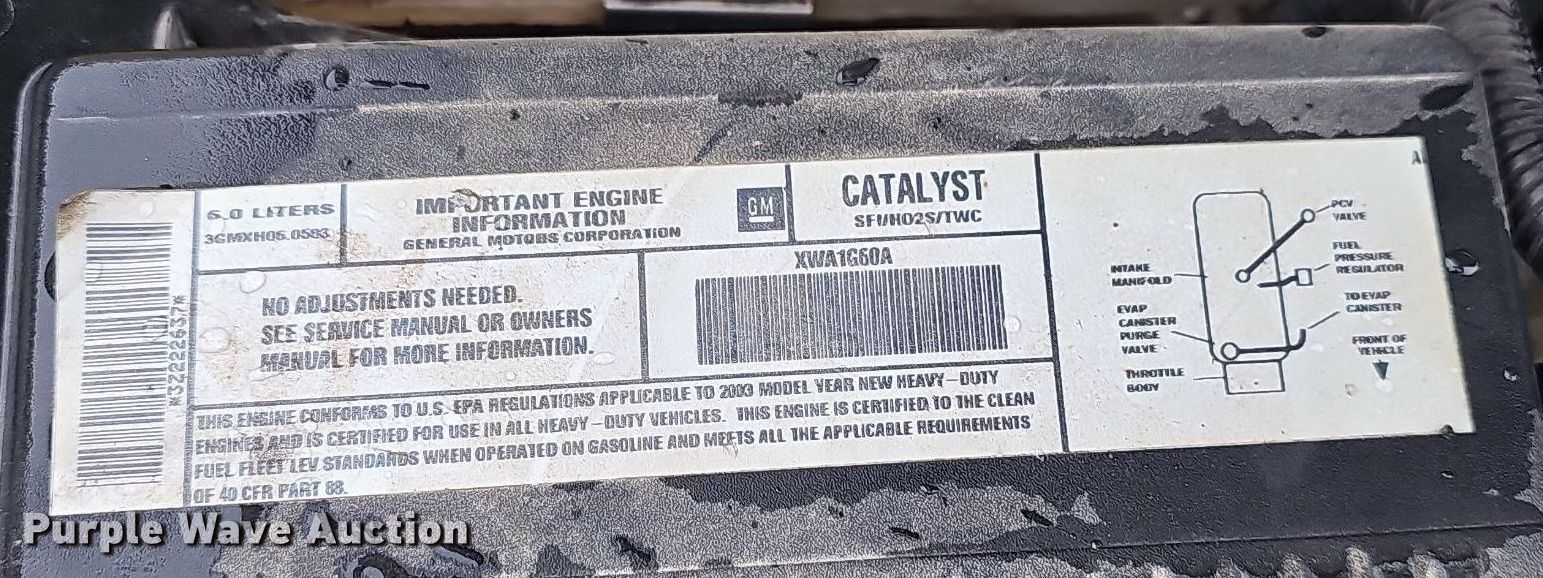 *3Z222637*
6.0 LITERS
3GMXH06.0583
IMPORTANT ENGINE
INFORMATION
GENERAL MOTORS CORPORATION
GM
CATALYST
SFI/HO2S/TWC
NO ADJUSTMENTS NEEDED.
SEE SERVICE MANUAL OR OWNERS
MANUAL FOR MORE INFORMATION.
XWA1G60A
THIS ENGINE CONFORMS TO U.S. EPA REGULATIONS APPLICABLE TO 2003 MODEL YEAR NEW HEAVY-DUTY
ENGINES AND IS CERTIFIED FOR USE IN ALL HEAVY-DUTY VEHICLES. THIS ENGINE IS CERTIFIED TO THE CLEAN
FUEL FLEET LEV STANDARDS WHEN OPERATED ON GASOLINE AND MEETS ALL THE APPLICABLE REQUIREMENTS
OF 40 CFR PART 88.
PCV
VALVE
FUEL
PRESSURE
REGULATOR
INTAKE
MANIFOLD
TO EVAP
CANISTER
EVAP
CANISTER
PURGE
VALVE
FRONT OF
VEHICLE
THROTTLE
BODY
Purple Wave Auction